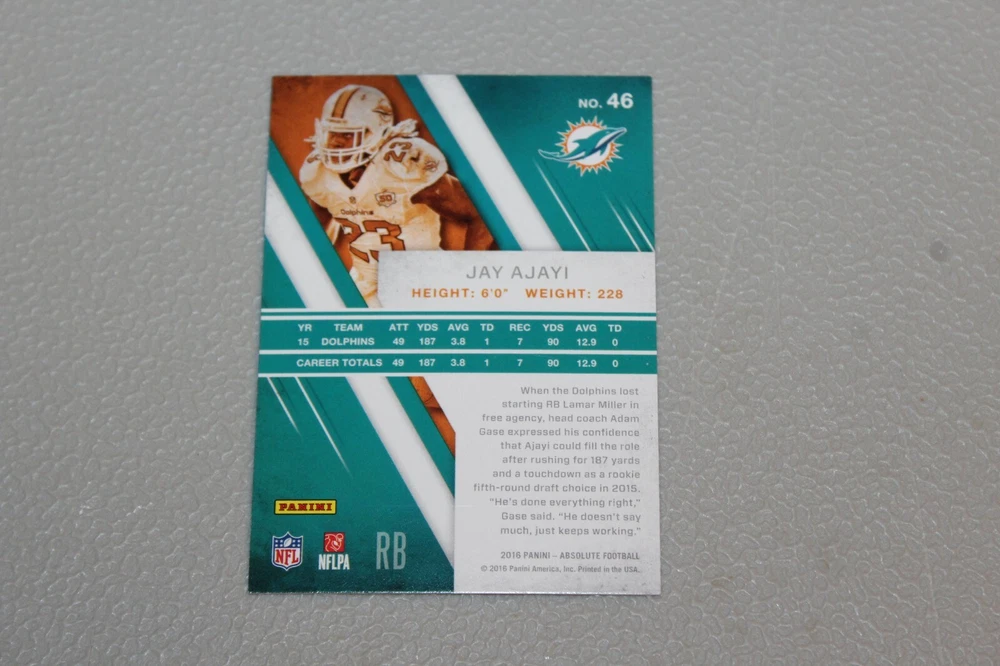 NO. 46
23
50
Dolphins
23
JAY AJAYI
HEIGHT: 6'0" WEIGHT: 228
YR TEAM ATT YDS AVG TD REC YDS AVG TD
15 DOLPHINS 49 187 3.8 1 7 90 12.9 0
CAREER TOTALS 49 187 3.8 1 7 90 12.9 0
When the Dolphins lost
starting RB Lamar Miller in
free agency, head coach Adam
Gase expressed his confidence
that Ajayi could fill the role
after rushing for 187 yards
and a touchdown as a rookie
fifth-round draft choice in 2015.
"He's done everything right,"
Gase said. "He doesn't say
much, just keeps working."
PANINI
NFL
NFLPA
RB
2016 PANINI – ABSOLUTE FOOTBALL
© 2016 Panini America, Inc. Printed in the USA.